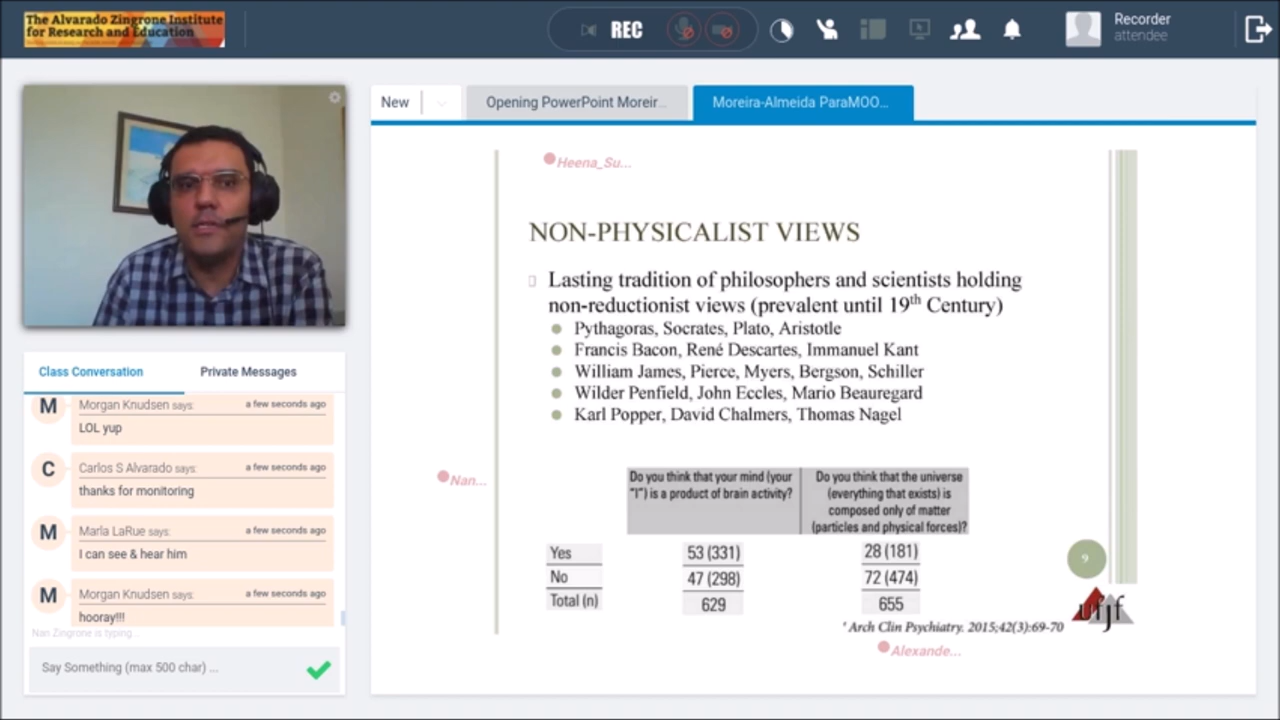 The Alvarado Zingrone Institute
for Research and Education
REC
Recorder
attendee
New
Opening PowerPoint Moreir...
Moreira-Almeida ParaMOO...
Heena_Su...
NON-PHYSICALIST VIEWS
Lasting tradition of philosophers and scientists holding
non-reductionist views (prevalent until 19th Century)
Pythagoras, Socrates, Plato, Aristotle
Francis Bacon, René Descartes, Immanuel Kant
William James, Pierce, Myers, Bergson, Schiller
Wilder Penfield, John Eccles, Mario Beauregard
Karl Popper, David Chalmers, Thomas Nagel
Nan...
Do you think that your mind (your
"I") is a product of brain activity?
Do you think that the universe
(everything that exists) is
composed only of matter
(particles and physical forces)?
Yes 53 (331) 28 (181)
No 47 (298) 72 (474)
Total (n) 629 655
9
ufjf
Arch Clin Psychiatry. 2015;42(3):69-70
Alexande...
Class Conversation
Private Messages
M
Morgan Knudsen says: a few seconds ago
LOL yup
C
Carlos S Alvarado says: a few seconds ago
thanks for monitoring
M
Marla LaRue says: a few seconds ago
I can see & hear him
M
Morgan Knudsen says: a few seconds ago
hooray!!!
Nan Zingrone is typing...
Say Something (max 500 char) ...